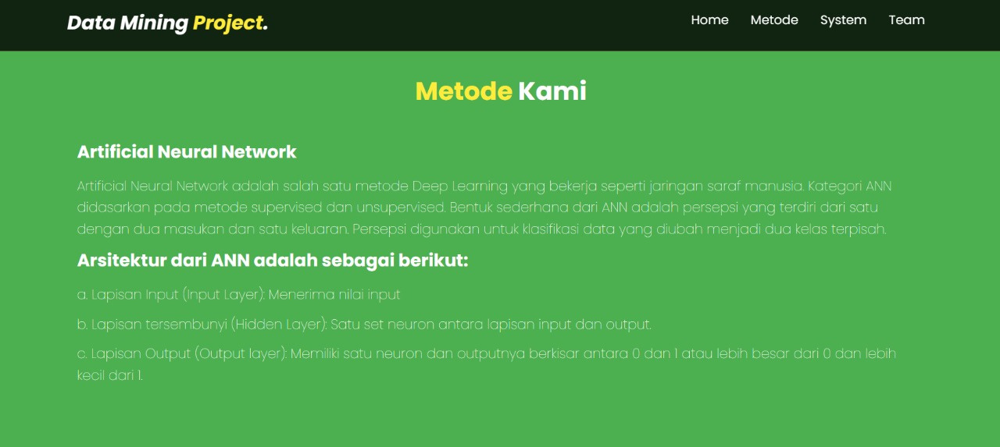 Data Mining Project.
Home Metode System Team
Metode Kami
Artificial Neural Network
Artificial Neural Network adalah salah satu metode Deep Learning yang bekerja seperti jaringan saraf manusia. Kategori ANN
didasarkan pada metode supervised dan unsupervised. Bentuk sederhana dari ANN adalah persepsi yang terdiri dari satu
dengan dua masukan dan satu keluaran. Persepsi digunakan untuk klasifikasi data yang diubah menjadi dua kelas terpisah.
Arsitektur dari ANN adalah sebagai berikut:
a. Lapisan Input (Input Layer): Menerima nilai input
b. Lapisan tersembunyi (Hidden Layer): Satu set neuron antara lapisan input dan output.
c. Lapisan Output (Output layer): Memiliki satu neuron dan outputnya berkisar antara 0 dan 1 atau lebih besar dari 0 dan lebih
kecil dari 1.